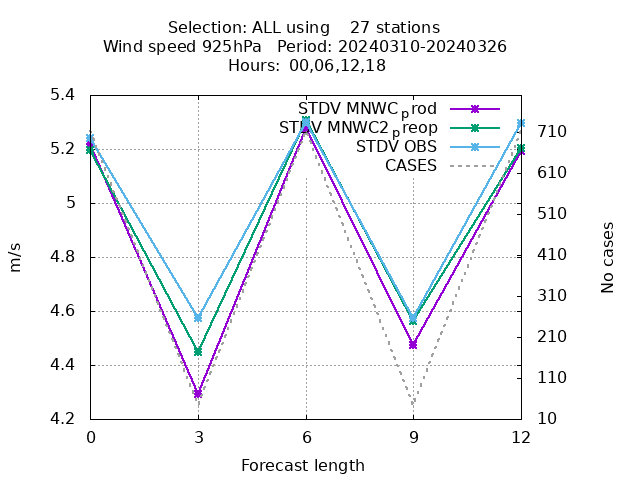 Selection: ALL using    27 stations
Wind speed 925hPa   Period: 20240310-20240326
Hours: 00,06,12,18
STDV MNWC_prod
STDV MNWC2_preop
STDV OBS
CASES
5.4
5.2
5
4.8
4.6
4.4
4.2
m/s
710
610
510
410
310
210
110
10
No cases
0 3 6 9 12
Forecast length